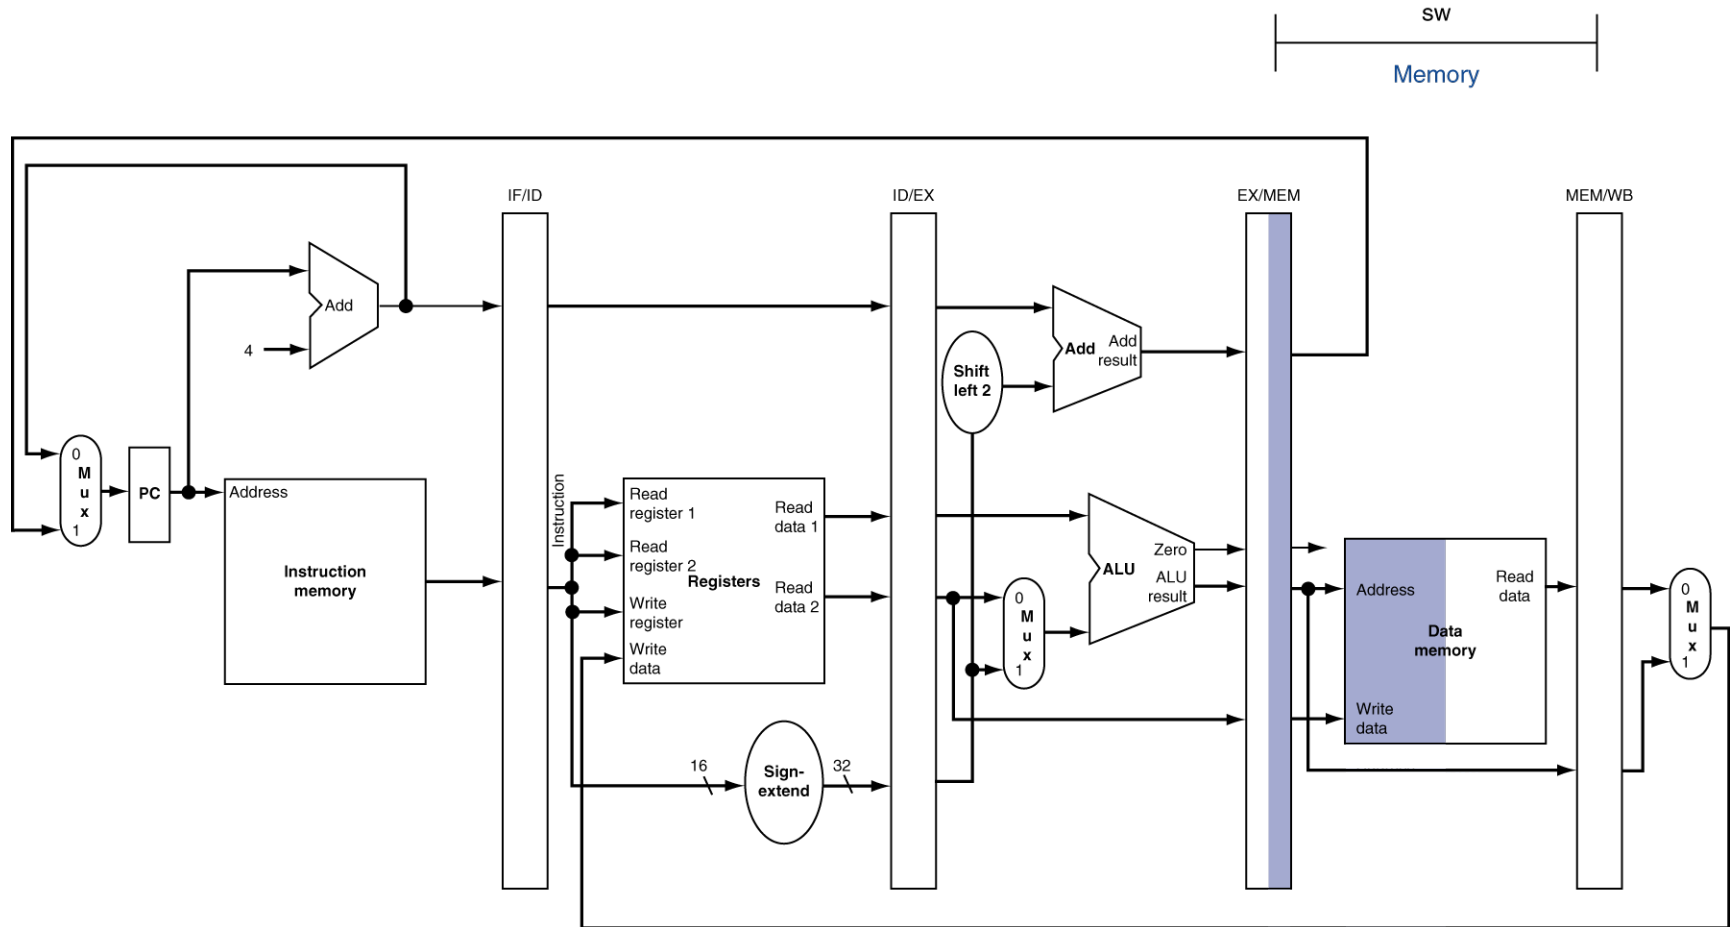 SW
Memory
IF/ID
ID/EX
EX/MEM
MEM/WB
Add
4
Shift
left 2
Add
Add
result
0
M
u
x
1
PC
Address
Instruction
memory
Instruction
Read
register 1
Read
register 2
Write
register
Write
data
Registers
Read
data 1
Read
data 2
16
Sign-
extend
32
0
M
u
x
1
Zero
ALU
ALU
result
Address
Write
data
Data
memory
Read
data
0
M
u
x
1